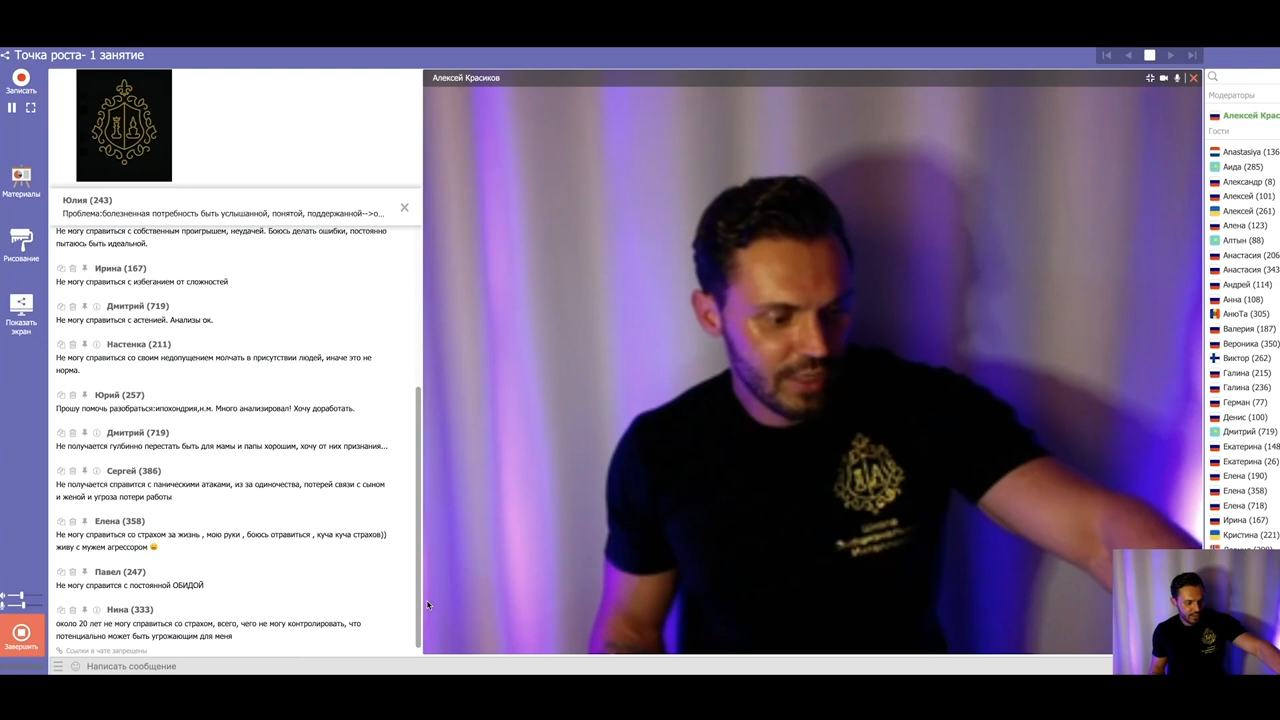 Точка роста- 1 занятие
Записать
Материалы
Рисование
Показать
экран
Завершить
Юлия (243)
Проблема:болезненная потребность быть услышанной, понятой, поддержанной-->о...
Не могу справиться с собственным проигрышем, неудачей. Боюсь делать ошибки, постоянно
пытаюсь быть идеальной.
Ирина (167)
Не могу справиться с избеганием от сложностей
Дмитрий (719)
Не могу справиться с астенией. Анализы ок.
Настенка (211)
Не могу справиться со своим недопущением молчать в присутствии людей, иначе это не
норма.
Юрий (257)
Прошу помочь разобраться:ипохондрия,н.м. Много анализировал! Хочу доработать.
Дмитрий (719)
Не получается гулбинно перестать быть для мамы и папы хорошим, хочу от них признания...
Сергей (386)
Не получается справится с паническими атаками, из за одиночества, потерей связи с сыном
и женой и угроза потери работы
Елена (358)
Не могу справиться со страхом за жизнь , мою руки , боюсь отравиться , куча куча страхов))
живу с мужем агрессором
Павел (247)
Не могу справится с постоянной ОБИДОЙ
Нина (333)
около 20 лет не могу справиться со страхом, всего, чего не могу контролировать, что
потенциально может быть угрожающим для меня
Ссылки в чате запрещены
Написать сообщение
Алексей Красиков
Модераторы
Алексей Крас
Гости
Anastasiya (136
Аида (285)
Александр (8)
Алексей (101)
Алексей (261)
Алена (123)
Алтын (88)
Анастасия (206
Анастасия (343
Андрей (114)
Анна (108)
АнюТа (305)
Валерия (187)
Вероника (350)
Виктор (262)
Галина (215)
Галина (236)
Герман (77)
Денис (100)
Дмитрий (719)
Екатерина (148
Екатерина (26)
Елена (190)
Елена (358)
Елена (718)
Ирина (167)
Кристина (221)